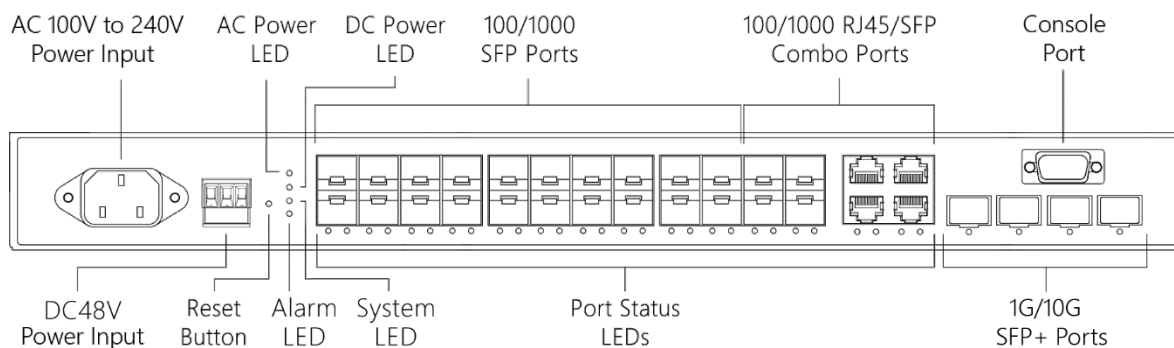 AC 100V to 240V
Power Input
AC Power
LED
DC Power
LED
100/1000
SFP Ports
100/1000 RJ45/SFP
Combo Ports
Console
Port
DC48V
Power Input
Reset
Button
Alarm
LED
System
LED
Port Status
LEDs
1G/10G
SFP+ Ports